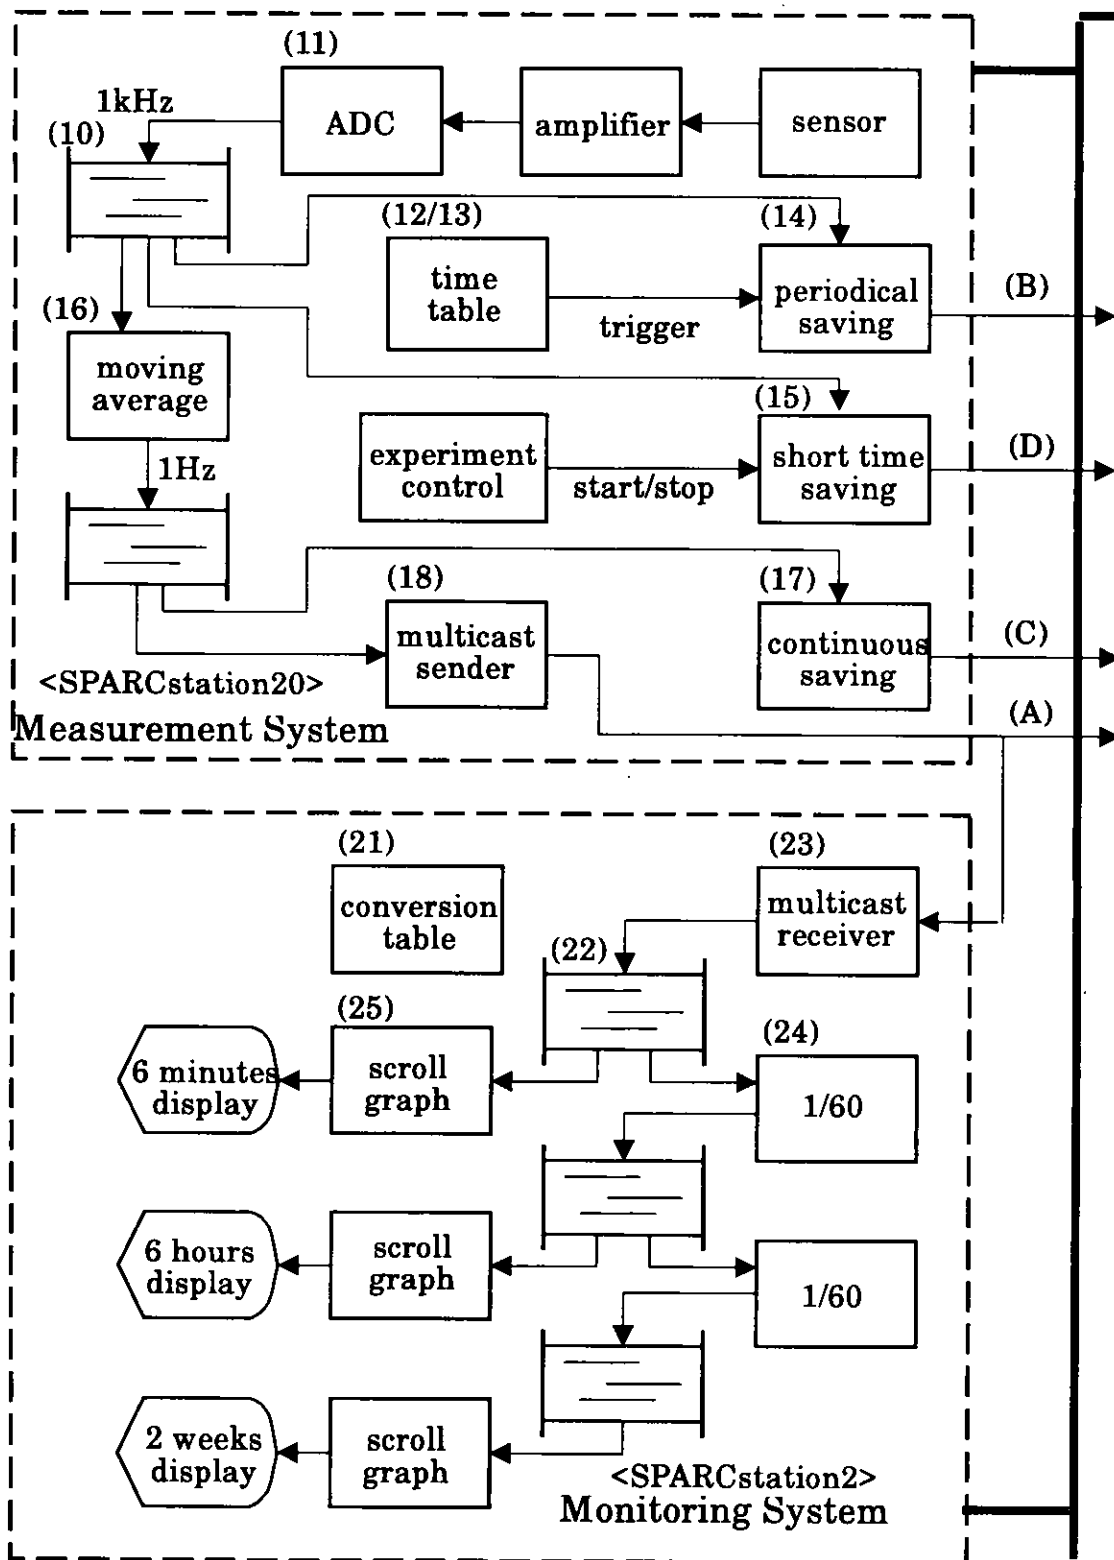 (11)
1kHz
(10)
ADC
amplifier
sensor
(12/13)
(14)
time
table
trigger
periodical
saving
(B)
(16)
moving
average
(15)
experiment
control
start/stop
short time
saving
(D)
1Hz
(18)
(17)
multicast
sender
continuous
saving
(C)
<SPARCstation20>
Measurement System
(A)
(21)
(23)
conversion
table
multicast
receiver
(22)
(25)
(24)
6 minutes
display
scroll
graph
1/60
6 hours
display
scroll
graph
1/60
2 weeks
display
scroll
graph
<SPARCstation2>
Monitoring System